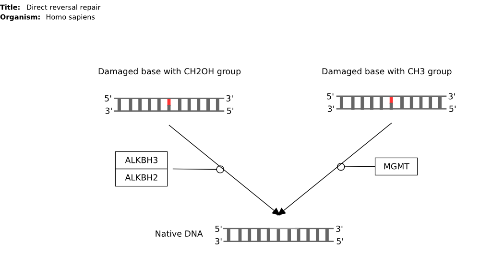 Title: Direct reversal repair
Organism: Homo sapiens
Damaged base with CH2OH group
Damaged base with CH3 group
5' 3'
3' 5'
5' 3'
3' 5'
ALKBH3
ALKBH2
MGMT
Native DNA
5' 3'
3' 5'